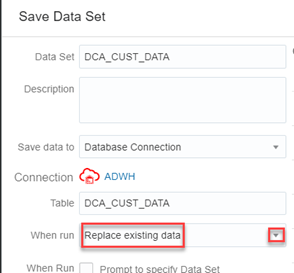 Save Data Set
Data Set DCA_CUST_DATA
Description
Save data to Database Connection
Connection ADWH
Table DCA_CUST_DATA
When run Replace existing data
When Run Prompt to specify Data Set